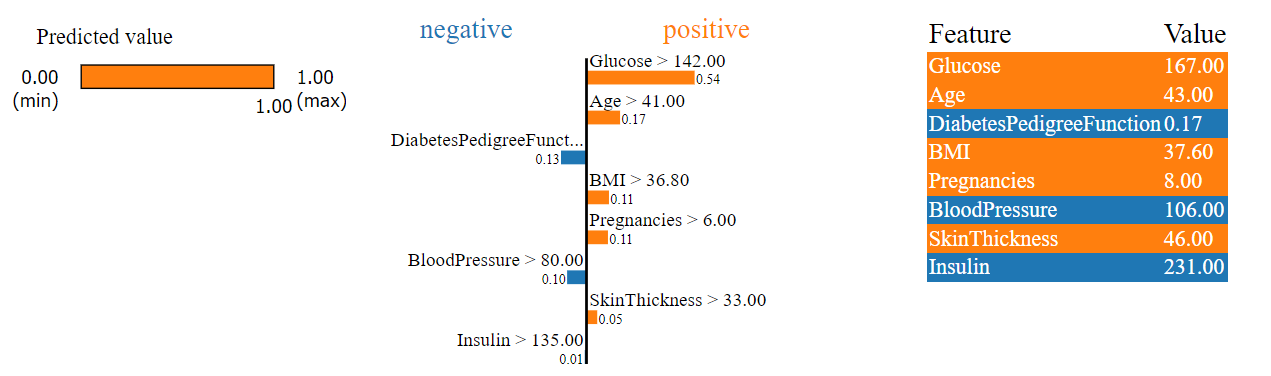 Predicted value
0.00
(min)
1.00
(max)
1.00
negative
positive
Glucose > 142.00
0.54
Age > 41.00
0.17
DiabetesPedigreeFunct...
0.13
BMI > 36.80
0.11
Pregnancies > 6.00
0.11
BloodPressure > 80.00
0.10
SkinThickness > 33.00
0.05
Insulin > 135.00
0.01
Feature Value
Glucose 167.00
Age 43.00
DiabetesPedigreeFunction 0.17
BMI 37.60
Pregnancies 8.00
BloodPressure 106.00
SkinThickness 46.00
Insulin 231.00